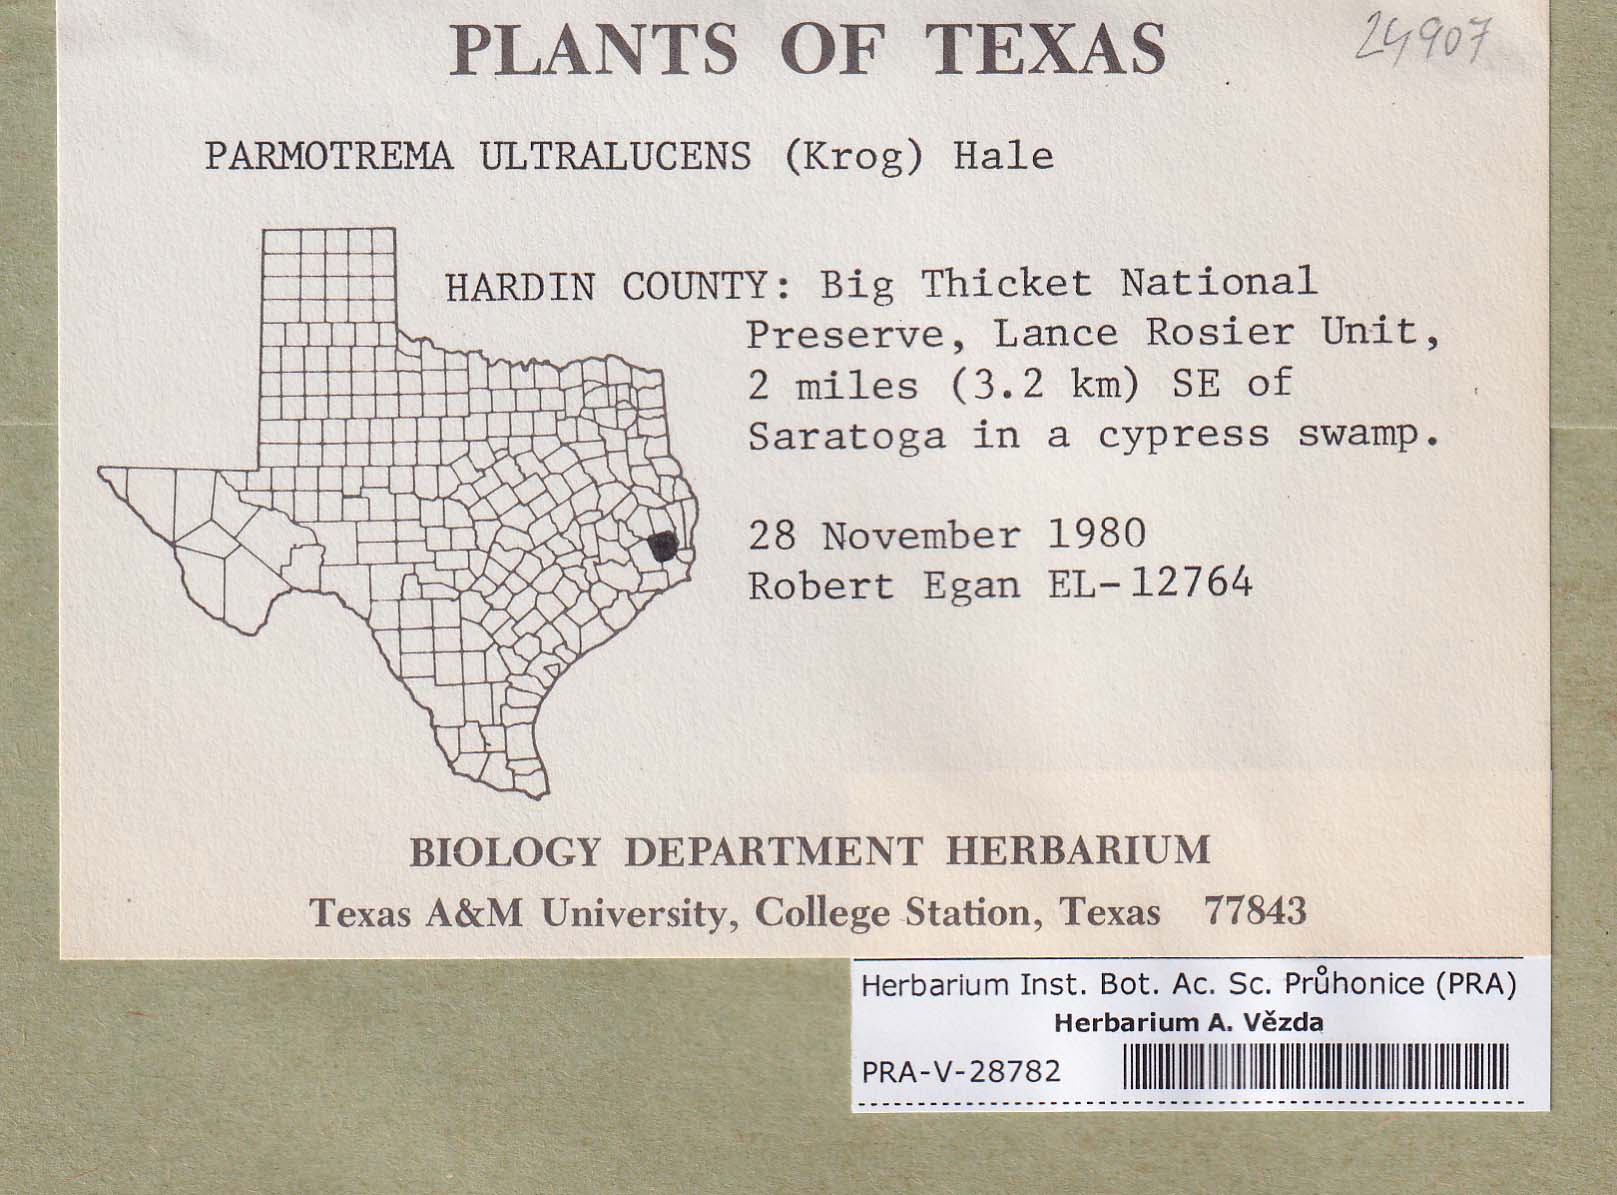 PLANTS OF TEXAS
24907
PARMOTREMA ULTRALUCENS (Krog) Hale
HARDIN COUNTY: Big Thicket National
Preserve, Lance Rosier Unit,
2 miles (3.2 km) SE of
Saratoga in a cypress swamp.
28 November 1980
Robert Egan EL-12764
BIOLOGY DEPARTMENT HERBARIUM
Texas A&M University, College Station, Texas 77843
Herbarium Inst. Bot. Ac. Sc. Průhonice (PRA)
Herbarium A. Vězda
PRA-V-28782